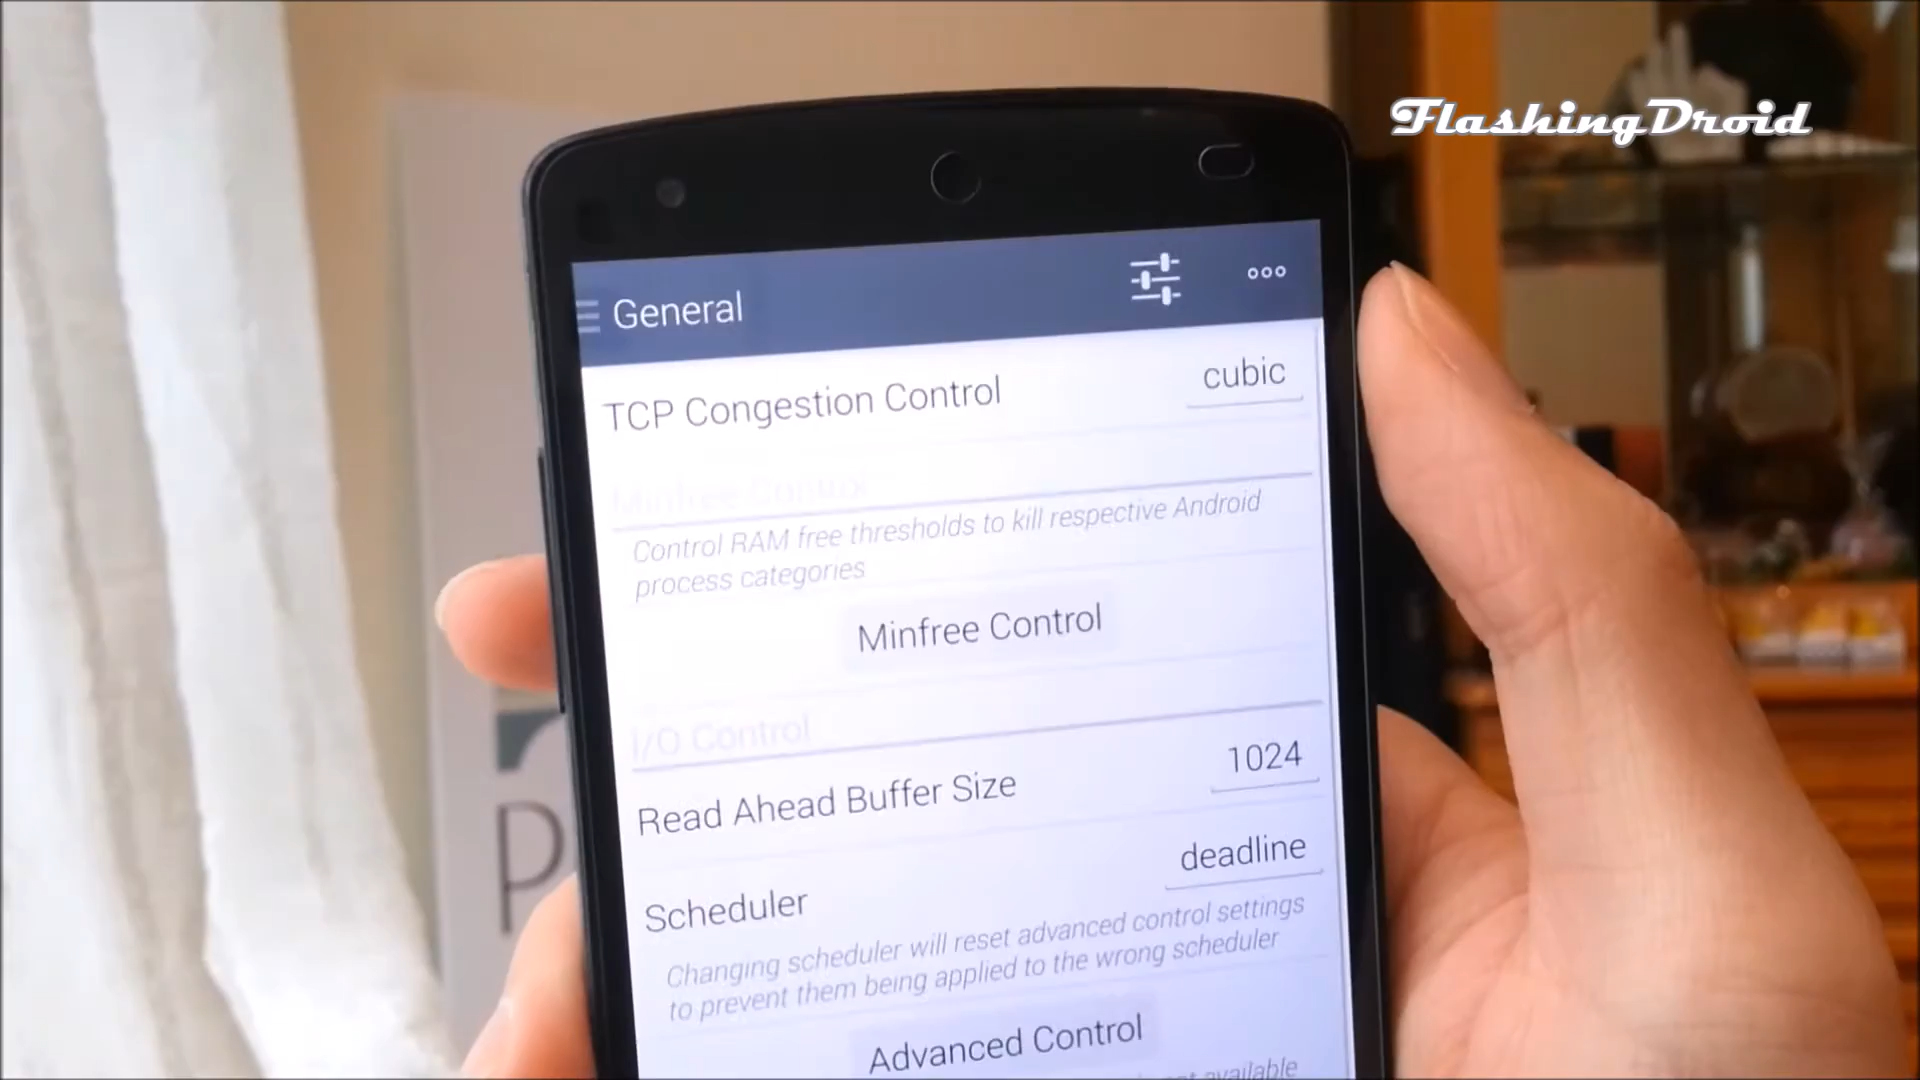 FlashingDroid
General
TCP Congestion Control
cubic
Minfree Control
Control RAM free thresholds to kill respective Android
process categories
Minfree Control
I/O Control
Read Ahead Buffer Size
1024
Scheduler
deadline
Changing scheduler will reset advanced control settings
to prevent them being applied to the wrong scheduler
Advanced Control
available
P